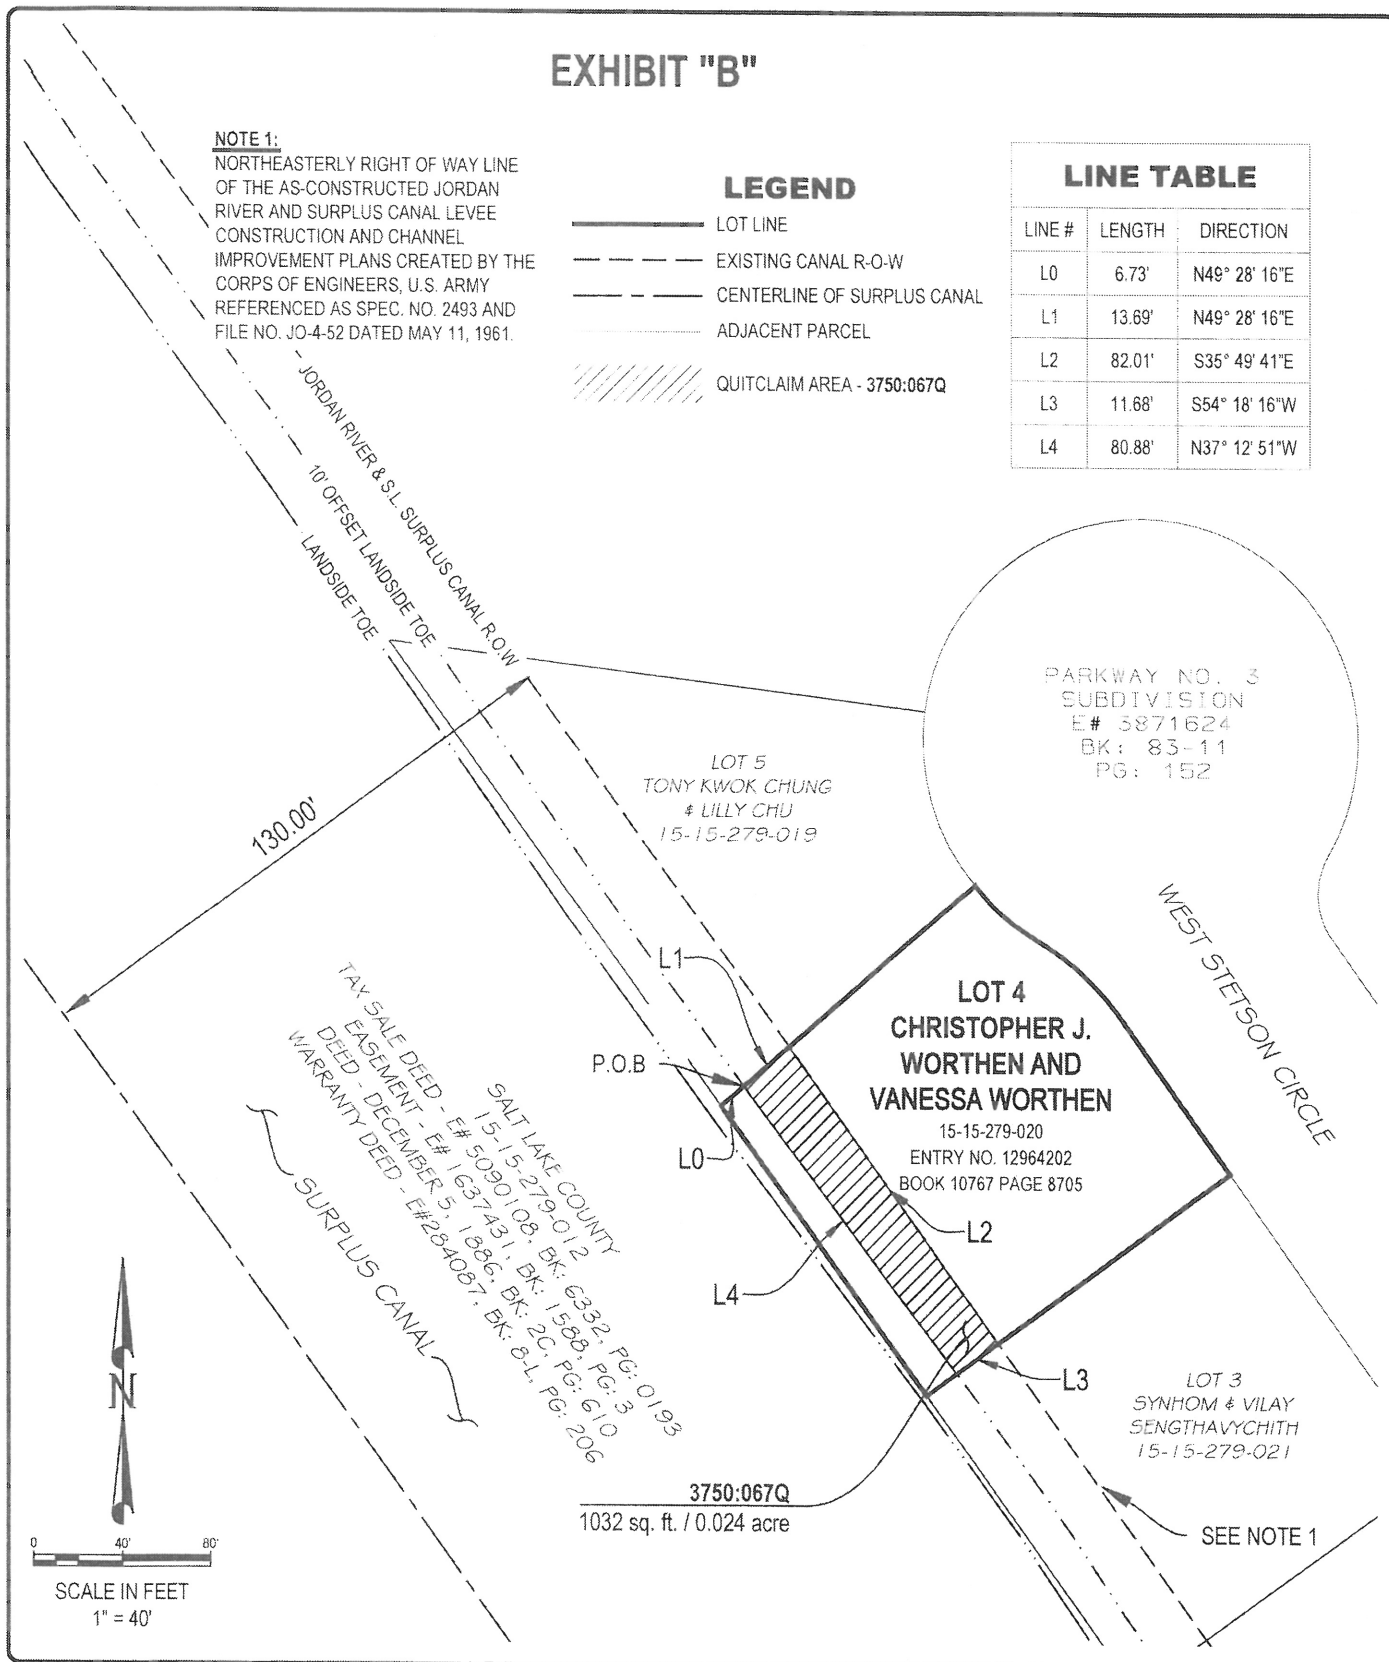 EXHIBIT "B"
NOTE 1:
NORTHEASTERLY RIGHT OF WAY LINE
OF THE AS-CONSTRUCTED JORDAN
RIVER AND SURPLUS CANAL LEVEE
CONSTRUCTION AND CHANNEL
IMPROVEMENT PLANS CREATED BY THE
CORPS OF ENGINEERS, U.S. ARMY
REFERENCED AS SPEC. NO. 2493 AND
FILE NO. JO-4-52 DATED MAY 11, 1961.
LEGEND
LOT LINE
EXISTING CANAL R-O-W
CENTERLINE OF SURPLUS CANAL
ADJACENT PARCEL
QUITCLAIM AREA - 3750:067Q
LINE TABLE
LINE # LENGTH DIRECTION
L0 6.73' N49° 28' 16"E
L1 13.69' N49° 28' 16"E
L2 82.01' S35° 49' 41"E
L3 11.68' S54° 18' 16"W
L4 80.88' N37° 12' 51"W
JORDAN RIVER & S.L. SURPLUS CANAL R.O.W
10' OFFSET LANDSIDE TOE
LANDSIDE TOE
PARKWAY NO. 3
SUBDIVISION
E# 3871624
BK: 83-11
PG: 152
LOT 5
TONY KWOK CHUNG
& LILLY CHU
15-15-279-019
130.00'
WEST STETSON CIRCLE
L1
P.O.B
L0
LOT 4
CHRISTOPHER J.
WORTHEN AND
VANESSA WORTHEN
15-15-279-020
ENTRY NO. 12964202
BOOK 10767 PAGE 8705
L2
L4
L3
SALT LAKE COUNTY
15-15-279-012
TAX SALE DEED - E# 5090108, BK: 6332, PG: 0193
EASEMENT - E# 1637431, BK: 1588, PG: 3
DEED - DECEMBER 5, 1886, BK: 2C, PG: 610
WARRANTY DEED - E#284087, BK: 8-L, PG: 206
SURPLUS CANAL
LOT 3
SYNHOM & VILAY
SENGTHAVYCHITH
15-15-279-021
3750:067Q
1032 sq. ft. / 0.024 acre
SEE NOTE 1
N
0 40' 80'
SCALE IN FEET
1" = 40'